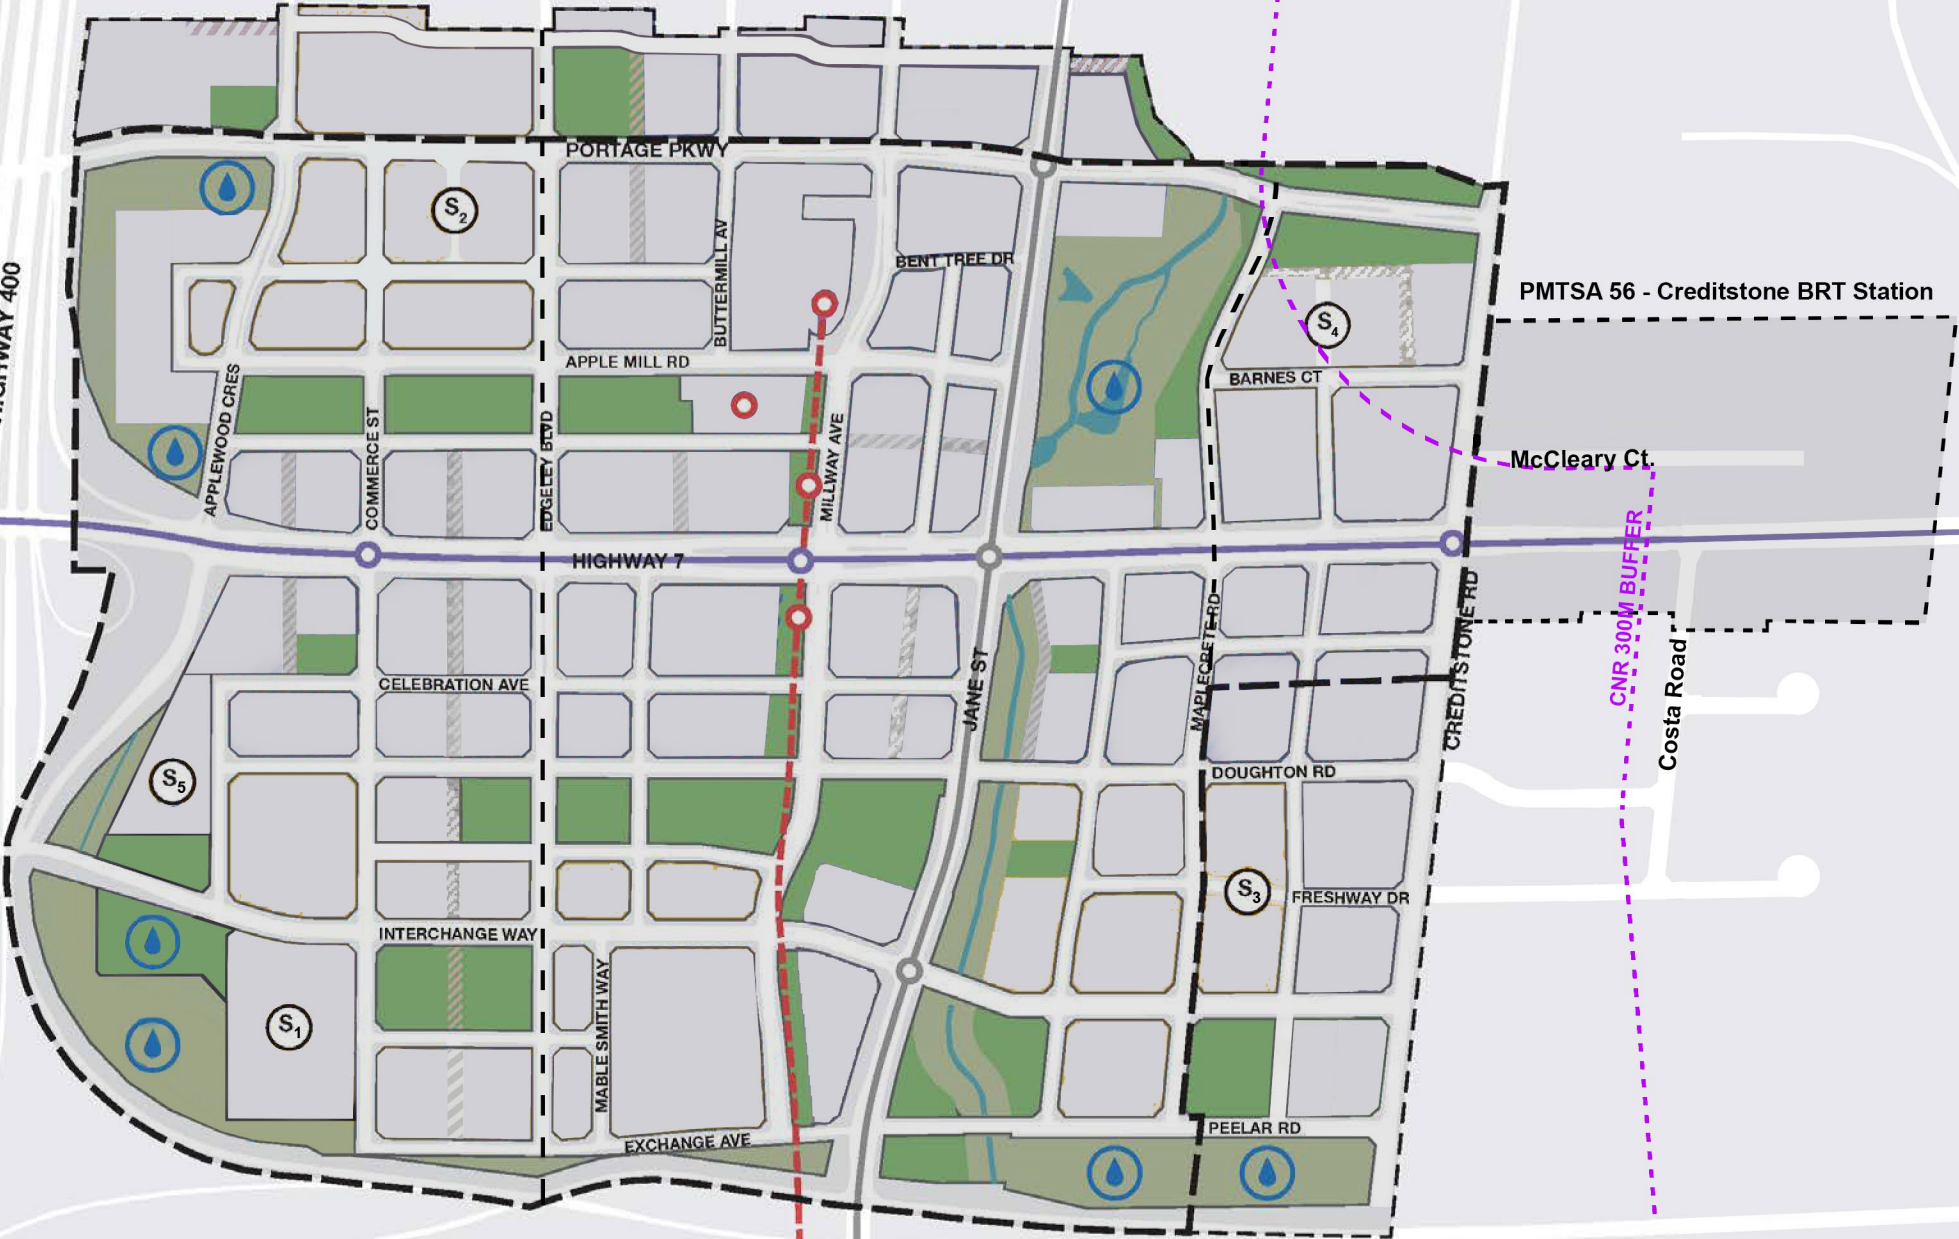 PORTAGE PKWY
S2
BUTTERMILL AV
BENT TREE DR
HIGHWAY 400
PMTSA 56 - Creditstone BRT Station
S4
APPLE MILL RD
BARNES CT
APPLEWOOD CRES
COMMERCE ST
EDGELEY BLVD
MILLWAY AVE
McCleary Ct.
HIGHWAY 7
CNR 300M BUFFER
MAPLECRETE RD
CREDITSTONE RD
Costa Road
JANE ST
CELEBRATION AVE
S5
DOUGHTON RD
S3
FRESHWAY DR
INTERCHANGE WAY
MABLE SMITH WAY
S1
EXCHANGE AVE
PEELAR RD